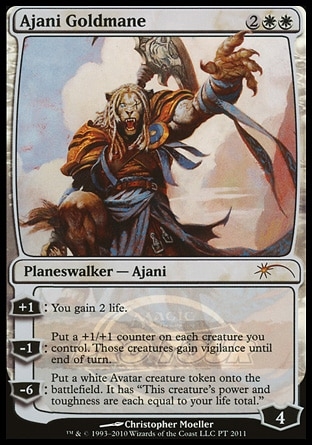 Ajani Goldmane 2
Planeswalker — Ajani
+1 : You gain 2 life.
-1 : Put a +1/+1 counter on each creature you
control. Those creatures gain vigilance until
end of turn.
-6 : Put a white Avatar creature token onto the
battlefield. It has "This creature's power and
toughness are each equal to your life total."
4
Christopher Moeller
™ & © 1993–2010 Wizards of the Coast LLC PT 2011
MAGIC